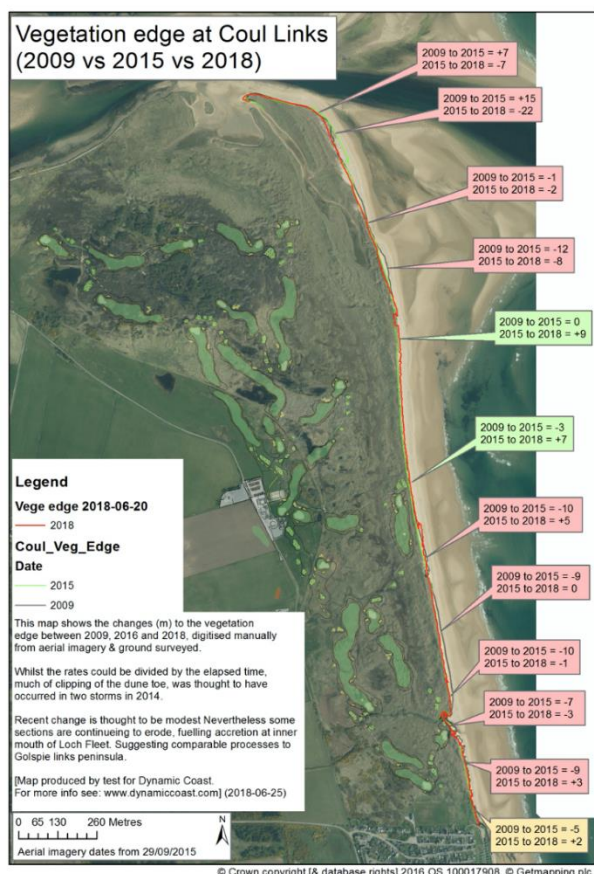 Vegetation edge at Coul Links
(2009 vs 2015 vs 2018)
2009 to 2015 = +7
2015 to 2018 = -7
2009 to 2015 = +15
2015 to 2018 = -22
2009 to 2015 = -1
2015 to 2018 = -2
2009 to 2015 = -12
2015 to 2018 = -8
2009 to 2015 = 0
2015 to 2018 = +9
2009 to 2015 = -3
2015 to 2018 = +7
2009 to 2015 = -10
2015 to 2018 = +5
2009 to 2015 = -9
2015 to 2018 = 0
2009 to 2015 = -10
2015 to 2018 = -1
2009 to 2015 = -7
2015 to 2018 = -3
2009 to 2015 = -9
2015 to 2018 = +3
2009 to 2015 = -5
2015 to 2018 = +2
Legend
Vege edge 2018-06-20
2018
Coul_Veg_Edge
Date
2015
2009
This map shows the changes (m) to the vegetation
edge between 2009, 2016 and 2018, digitised manually
from aerial imagery & ground surveyed.
Whilst the rates could be divided by the elapsed time,
much of clipping of the dune toe, was thought to have
occurred in two storms in 2014.
Recent change is thought to be modest Nevertheless some
sections are continueing to erode, fuelling accretion at inner
mouth of Loch Fleet. Suggesting comparable processes to
Golspie links peninsula.
[Map produced by test for Dynamic Coast.
For more info see: www.dynamiccoast.com] (2018-06-25)
0 65 130 260 Metres
N
Aerial imagery dates from 29/09/2015
© Crown copyright [& database rights] 2016 OS 100017908. © Getmapping plc